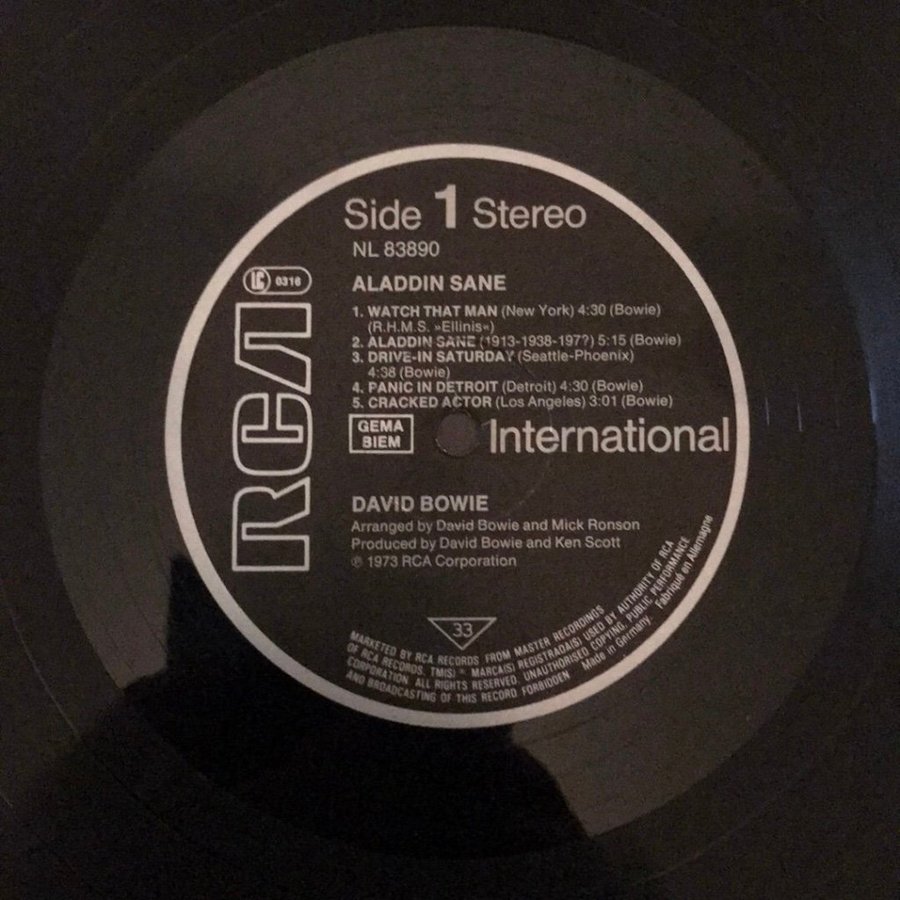 Side 1 Stereo
NL 83890
LC 0316
RCA
ALADDIN SANE
1. WATCH THAT MAN (New York) 4:30 (Bowie)
(R.H.M.S. »Ellinis«)
2. ALADDIN SANE (1913-1938-197?) 5:15 (Bowie)
3. DRIVE-IN SATURDAY (Seattle-Phoenix)
4:38 (Bowie)
4. PANIC IN DETROIT (Detroit) 4:30 (Bowie)
5. CRACKED ACTOR (Los Angeles) 3:01 (Bowie)
GEMA
BIEM
International
DAVID BOWIE
Arranged by David Bowie and Mick Ronson
Produced by David Bowie and Ken Scott
℗ 1973 RCA Corporation
33
MARKETED BY RCA RECORDS. FROM MASTER RECORDINGS
OF RCA RECORDS. TM(S) ® MARCA(S) REGISTRADA(S) USED BY AUTHORITY OF RCA
CORPORATION. ALL RIGHTS RESERVED. UNAUTHORISED COPYING, PUBLIC PERFORMANCE
AND BROADCASTING OF THIS RECORD FORBIDDEN Made in Germany. Fabriqué en Allemagne